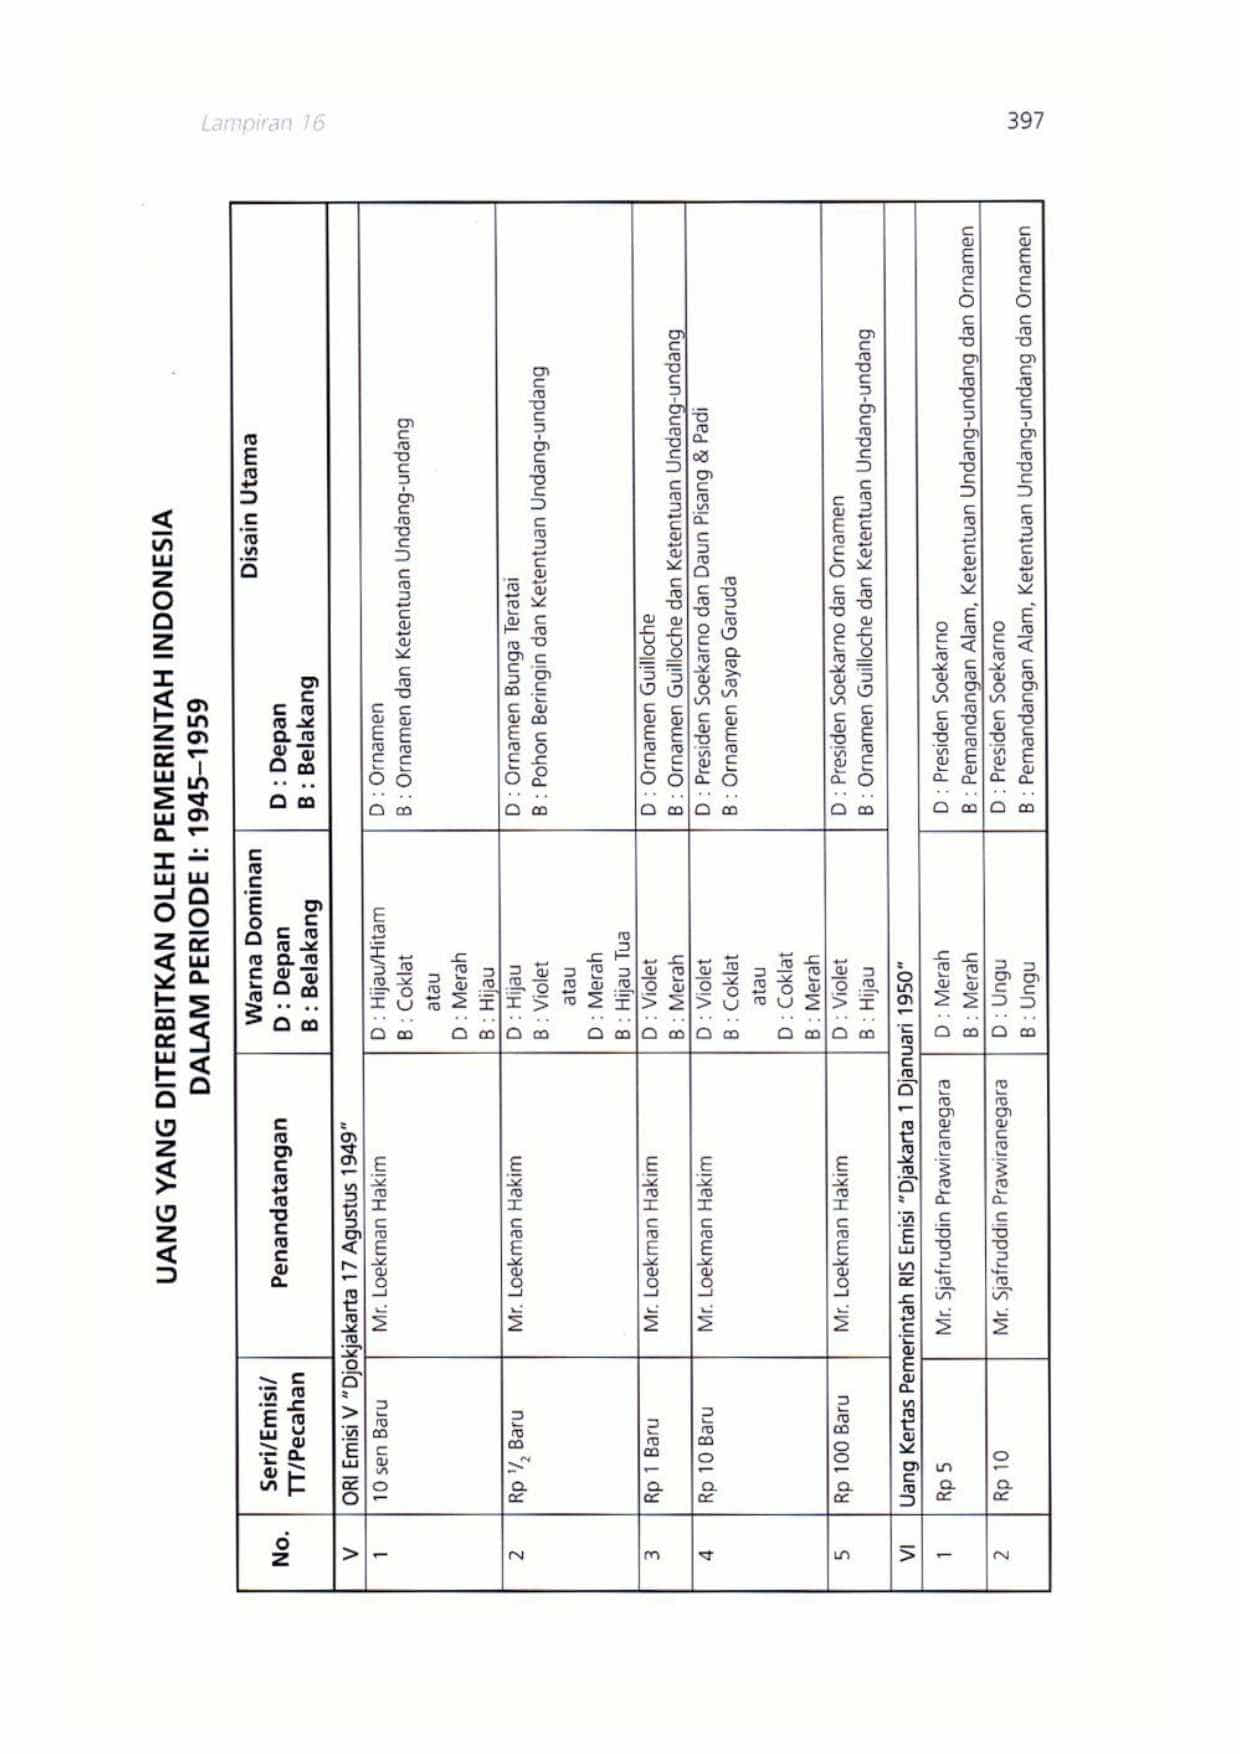 Lampiran 16
397
UANG YANG DITERBITKAN OLEH PEMERINTAH INDONESIA
DALAM PERIODE I: 1945–1959
No.
Seri/Emisi/
TT/Pecahan
Penandatangan
Warna Dominan
D : Depan
B : Belakang
Disain Utama
D : Depan
B : Belakang
V
ORI Emisi V "Djokjakarta 17 Agustus 1949"
1
10 sen Baru
Mr. Loekman Hakim
D : Hijau/Hitam
B : Coklat
atau
D : Merah
B : Hijau
D : Ornamen
B : Ornamen dan Ketentuan Undang-undang
2
Rp 1/2 Baru
Mr. Loekman Hakim
D : Hijau
B : Violet
atau
D : Merah
B : Hijau Tua
D : Ornamen Bunga Teratai
B : Pohon Beringin dan Ketentuan Undang-undang
3
Rp 1 Baru
Mr. Loekman Hakim
D : Violet
B : Merah
D : Ornamen Guilloche
B : Ornamen Guilloche dan Ketentuan Undang-undang
4
Rp 10 Baru
Mr. Loekman Hakim
D : Violet
B : Coklat
atau
D : Coklat
B : Merah
D : Presiden Soekarno dan Daun Pisang & Padi
B : Ornamen Sayap Garuda
5
Rp 100 Baru
Mr. Loekman Hakim
D : Violet
B : Hijau
D : Presiden Soekarno dan Ornamen
B : Ornamen Guilloche dan Ketentuan Undang-undang
VI
Uang Kertas Pemerintah RIS Emisi "Djakarta 1 Djanuari 1950"
1
Rp 5
Mr. Sjafruddin Prawiranegara
D : Merah
B : Merah
D : Presiden Soekarno
B : Pemandangan Alam, Ketentuan Undang-undang dan Ornamen
2
Rp 10
Mr. Sjafruddin Prawiranegara
D : Ungu
B : Ungu
D : Presiden Soekarno
B : Pemandangan Alam, Ketentuan Undang-undang dan Ornamen